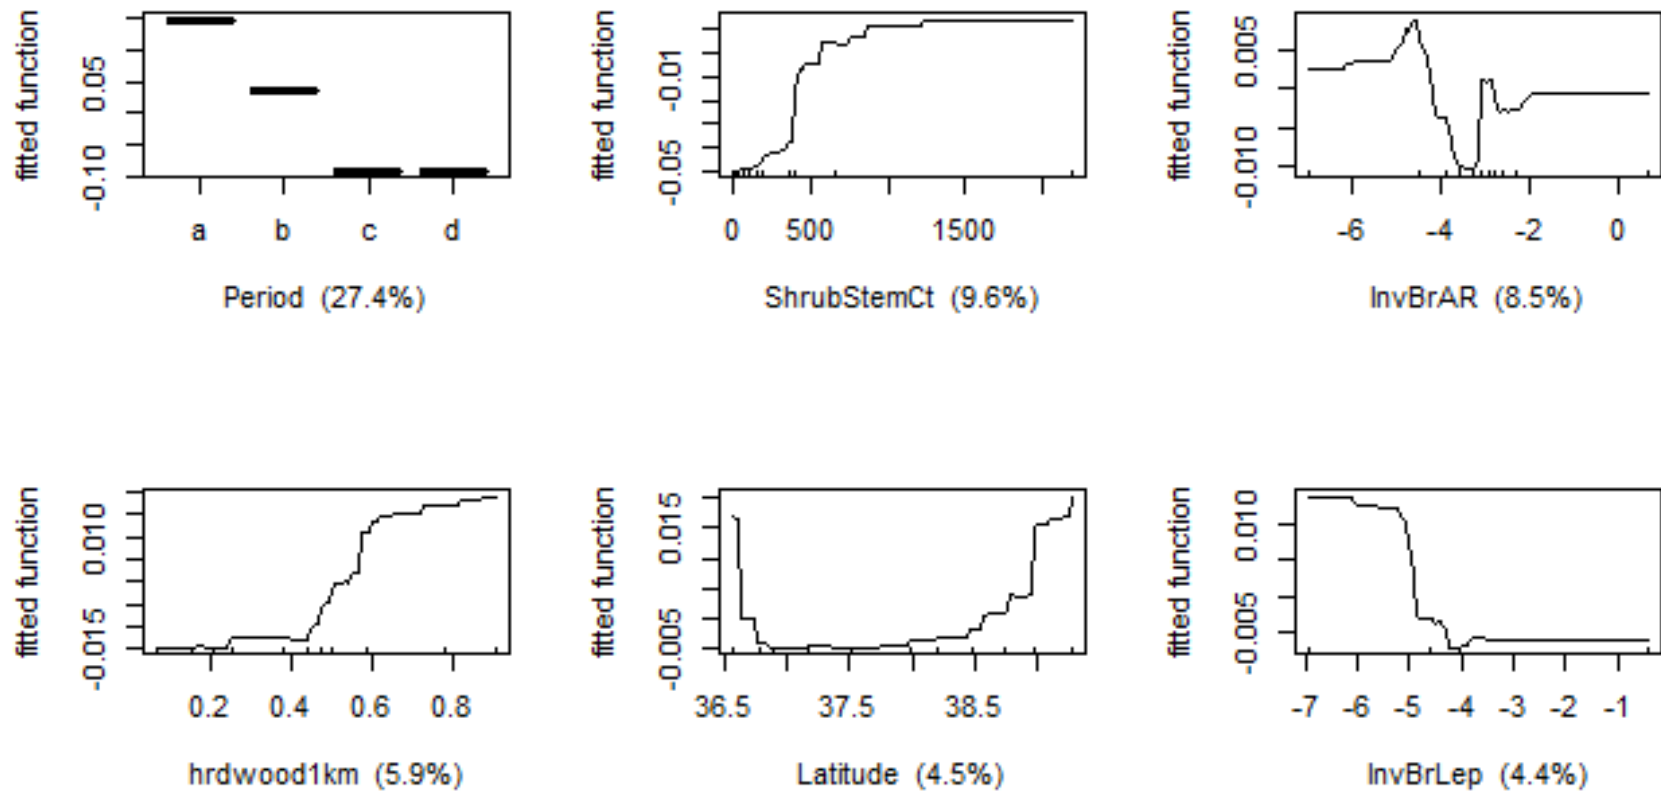 fitted function
0.05
-0.10
a b c d
Period (27.4%)
fitted function
-0.01
-0.05
0 500 1500
ShrubStemCt (9.6%)
fitted function
0.005
-0.010
-6 -4 -2 0
InvBrAR (8.5%)
fitted function
0.010
-0.015
0.2 0.4 0.6 0.8
hrdwood1km (5.9%)
fitted function
0.015
-0.005
36.5 37.5 38.5
Latitude (4.5%)
fitted function
0.010
-0.005
-7 -6 -5 -4 -3 -2 -1
InvBrLep (4.4%)